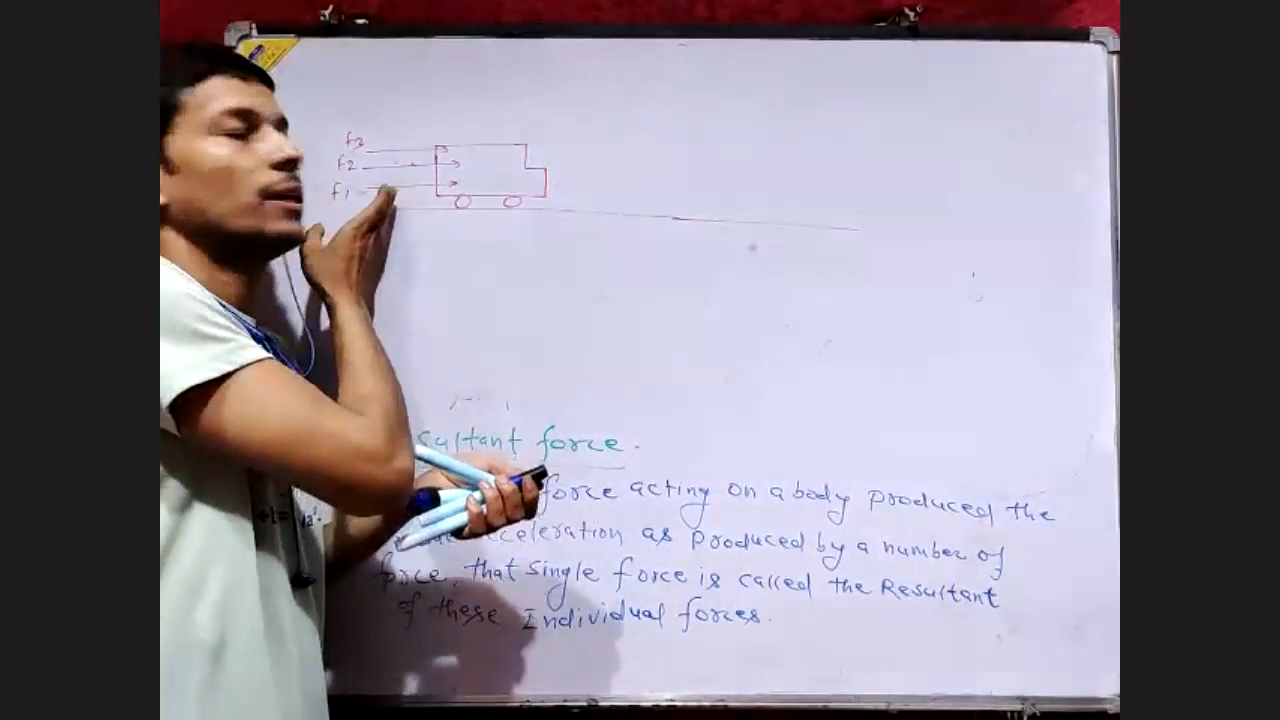 f3
f2
f1
sultant force.
force acting on a body produced the
acceleration as produced by a number of
force, that single force is called the Resultant
of these Individual forces.